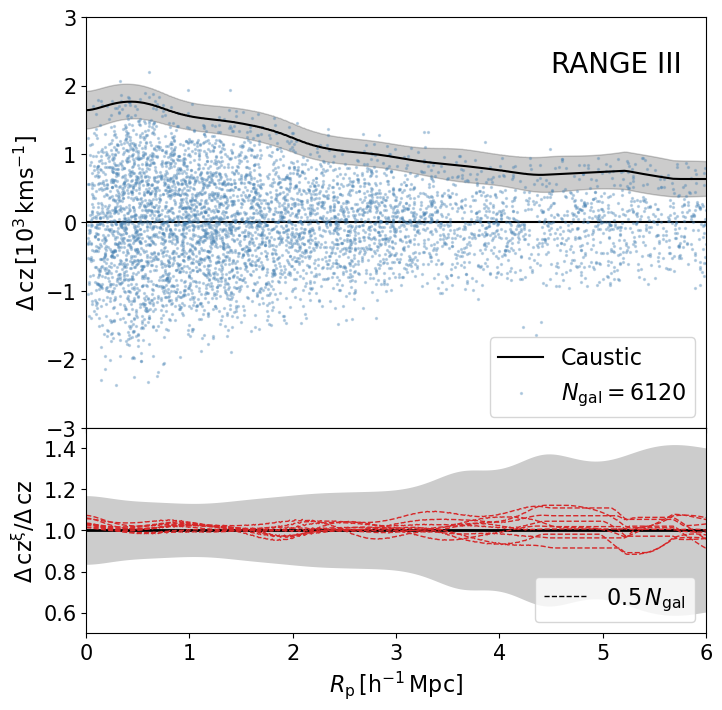 3
2
1
0
−1
−2
−3
Δ cz [10³ kms⁻¹]
RANGE III
Caustic
N_gal = 6120
1.4
1.2
1.0
0.8
0.6
Δ cz^ξ/Δ cz
0.5 N_gal
0 1 2 3 4 5 6
R_p [h⁻¹ Mpc]